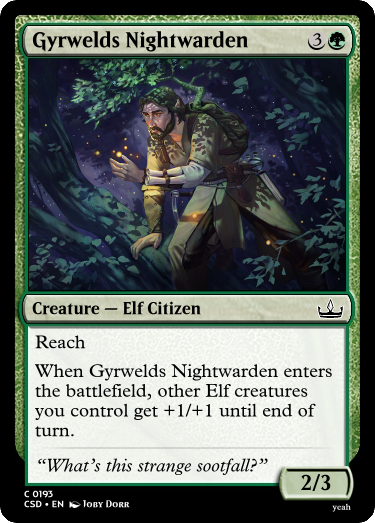 Gyrwelds Nightwarden 3
Creature — Elf Citizen
Reach
When Gyrwelds Nightwarden enters
the battlefield, other Elf creatures
you control get +1/+1 until end of
turn.
“What's this strange sootfall?”
2/3
C 0193
CSD • EN Joby Dorr
yeah